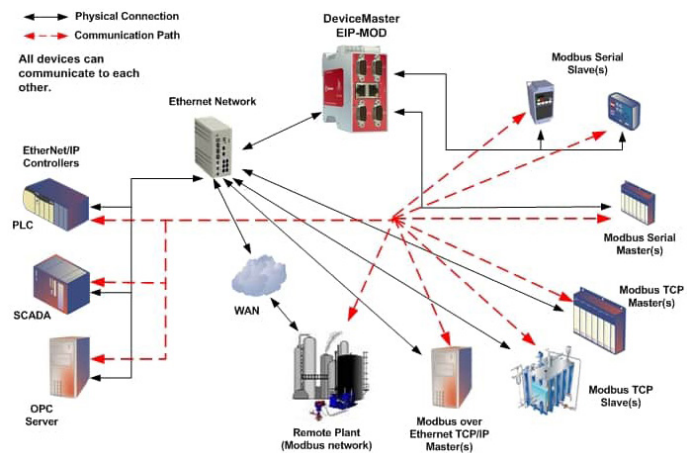 Physical Connection
Communication Path
All devices can
communicate to each
other.
DeviceMaster
EIP-MOD
Ethernet Network
Modbus Serial
Slave(s)
EtherNet/IP
Controllers
PLC
Modbus Serial
Master(s)
SCADA
WAN
Modbus TCP
Master(s)
OPC
Server
Remote Plant
(Modbus network)
Modbus over
Ethernet TCP/IP
Master(s)
Modbus TCP
Slave(s)